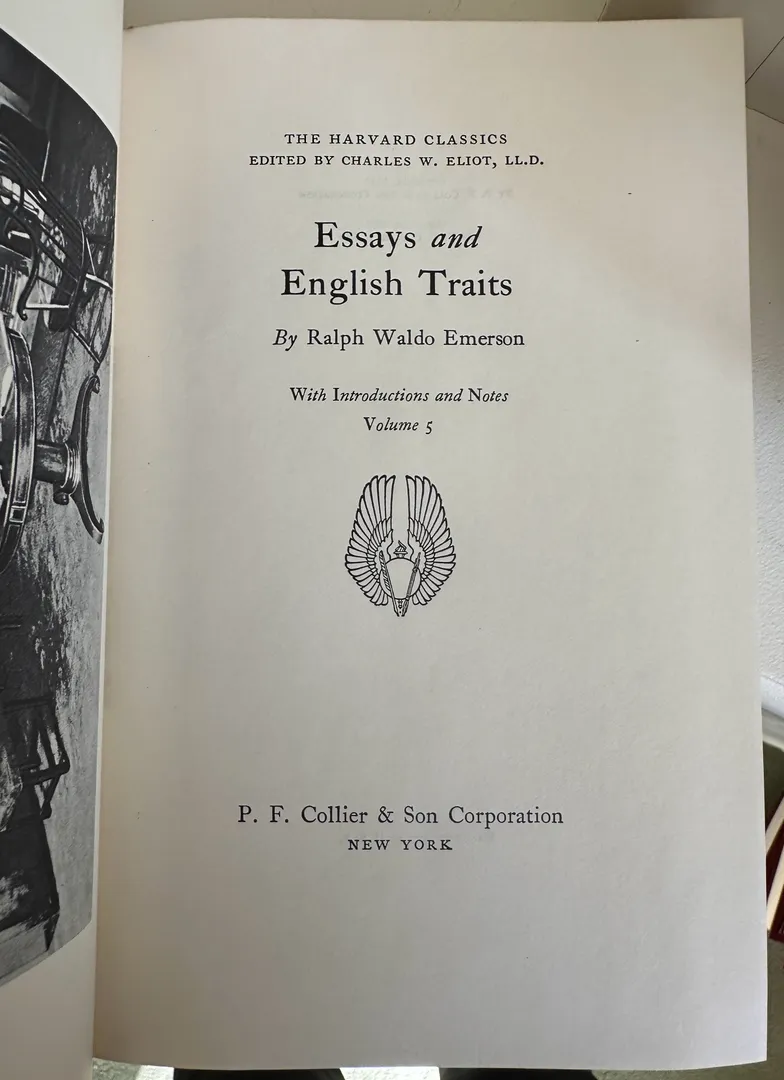 THE HARVARD CLASSICS
EDITED BY CHARLES W. ELIOT, LL.D.
Essays and
English Traits
By Ralph Waldo Emerson
With Introductions and Notes
Volume 5
P. F. Collier & Son Corporation
NEW YORK